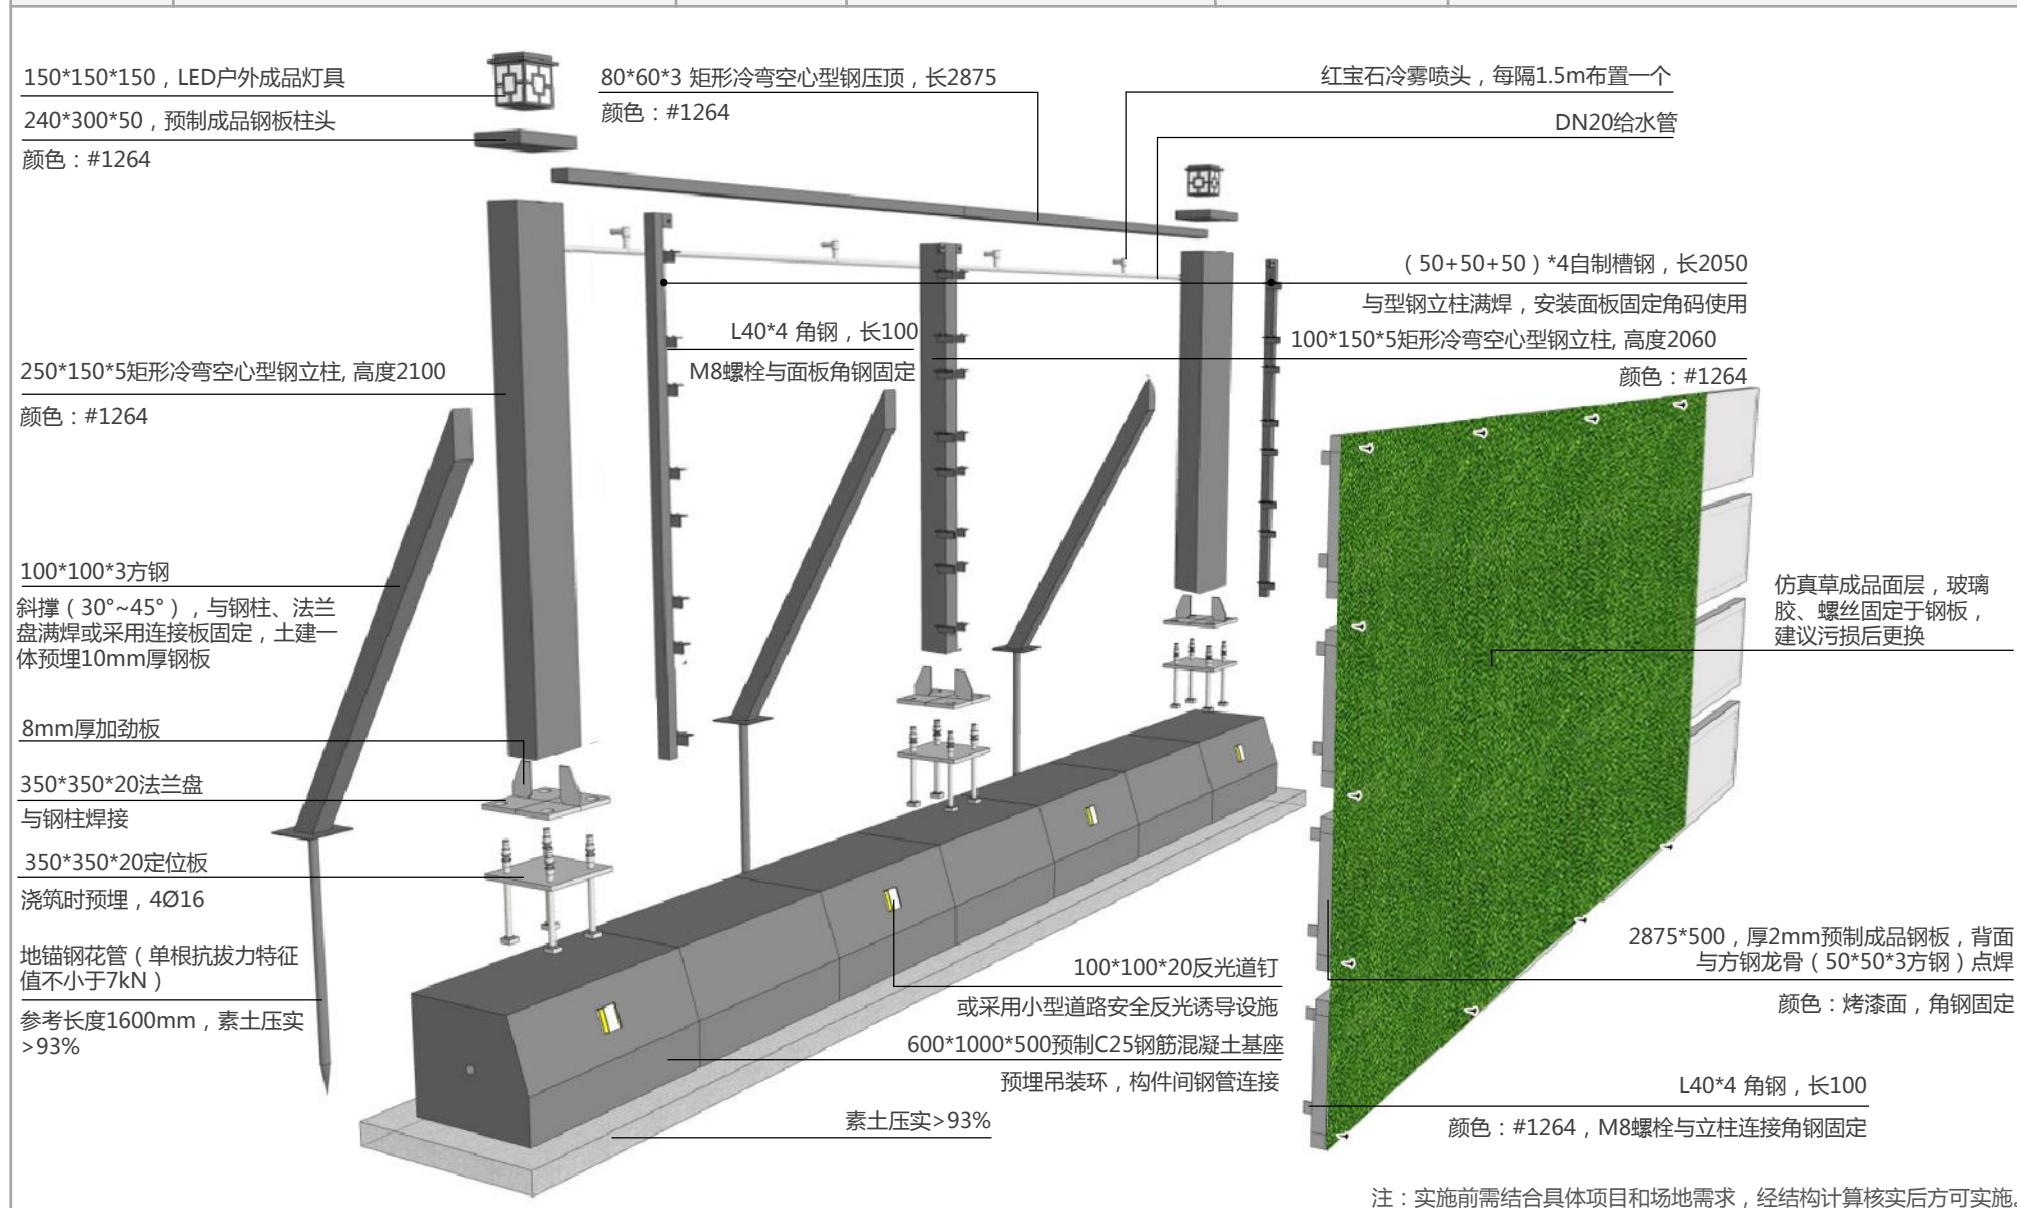 150*150*150，LED户外成品灯具
240*300*50，预制成品钢板柱头
颜色：#1264
80*60*3 矩形冷弯空心型钢压顶，长2875
颜色：#1264
红宝石冷雾喷头，每隔1.5m布置一个
DN20给水管
（50+50+50）*4自制槽钢，长2050
与型钢立柱满焊，安装面板固定角码使用
L40*4 角钢，长100
M8螺栓与面板角钢固定
100*150*5矩形冷弯空心型钢立柱, 高度2060
颜色：#1264
250*150*5矩形冷弯空心型钢立柱, 高度2100
颜色：#1264
100*100*3方钢
斜撑（30°~45°），与钢柱、法兰
盘满焊或采用连接板固定，土建一
体预埋10mm厚钢板
8mm厚加劲板
350*350*20法兰盘
与钢柱焊接
350*350*20定位板
浇筑时预埋，4Ø16
地锚钢花管（单根抗拔力特征
值不小于7kN）
参考长度1600mm，素土压实
>93%
仿真草成品面层，玻璃
胶、螺丝固定于钢板，
建议污损后更换
2875*500，厚2mm预制成品钢板，背面
与方钢龙骨（50*50*3方钢）点焊
颜色：烤漆面，角钢固定
100*100*20反光道钉
或采用小型道路安全反光诱导设施
600*1000*500预制C25钢筋混凝土基座
预埋吊装环，构件间钢管连接
素土压实>93%
L40*4 角钢，长100
颜色：#1264，M8螺栓与立柱连接角钢固定
注：实施前需结合具体项目和场地需求，经结构计算核实后方可实施。